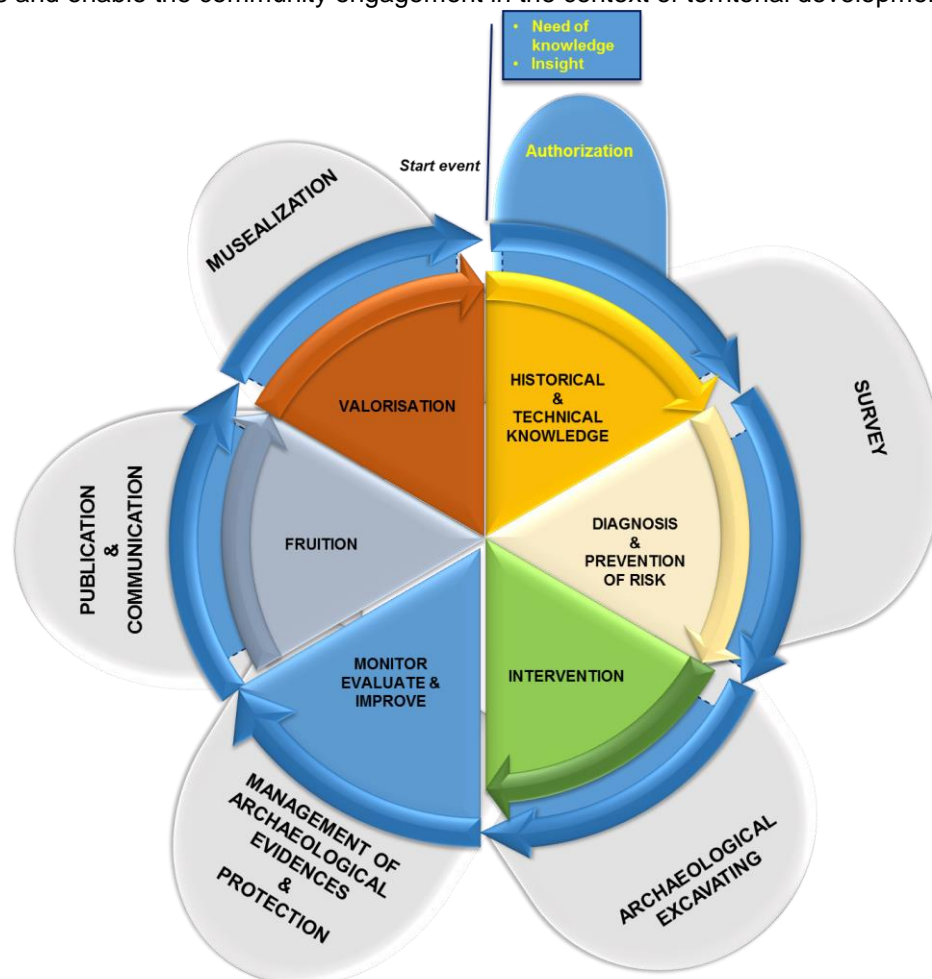 s and enable the community engagement in the context of territorial developmen
• Need of
knowledge
• Insight
Start event
Authorization
MUSEALIZATION
SURVEY
VALORISATION
HISTORICAL
&
TECHNICAL
KNOWLEDGE
PUBLICATION
&
COMMUNICATION
FRUITION
DIAGNOSIS
&
PREVENTION
OF RISK
MONITOR
EVALUATE &
IMPROVE
INTERVENTION
MANAGEMENT OF
ARCHAEOLOGICAL
EVIDENCES
&
PROTECTION
ARCHAEOLOGICAL
EXCAVATING